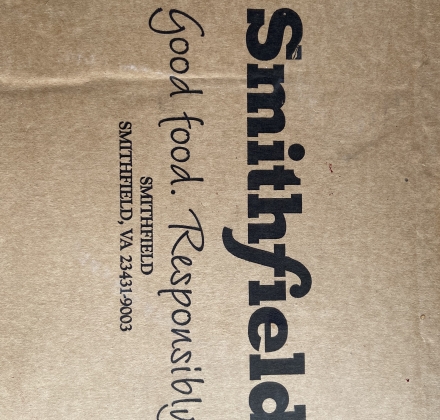 Smithfield
Good food. Responsibly
SMITHFIELD
SMITHFIELD, VA 23431-9003